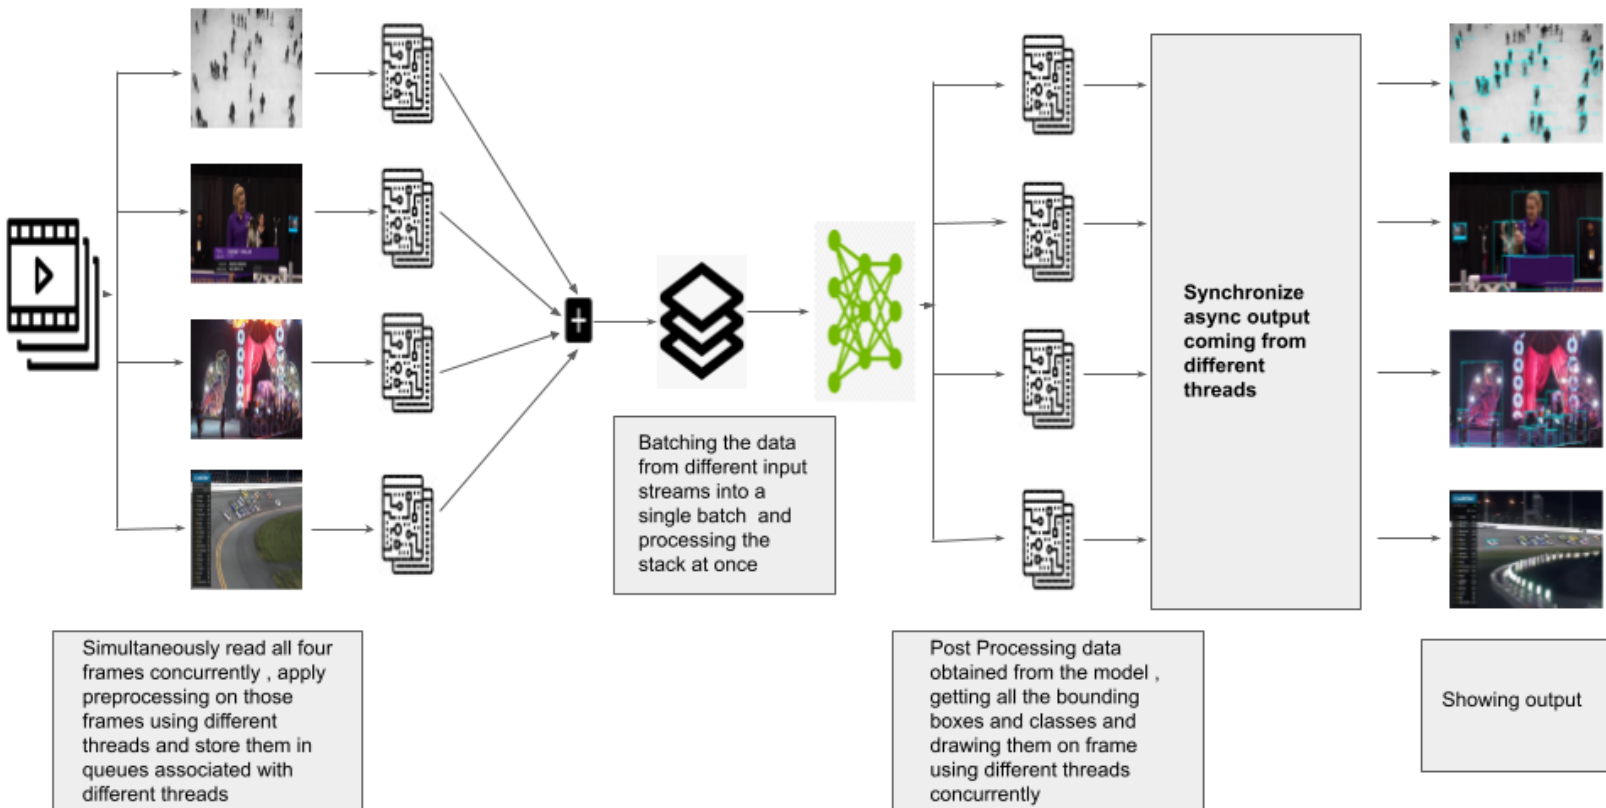 Synchronize
async output
coming from
different
threads
Batching the data
from different input
streams into a
single batch and
processing the
stack at once
Simultaneously read all four
frames concurrently , apply
preprocessing on those
frames using different
threads and store them in
queues associated with
different threads
Post Processing data
obtained from the model ,
getting all the bounding
boxes and classes and
drawing them on frame
using different threads
concurrently
Showing output